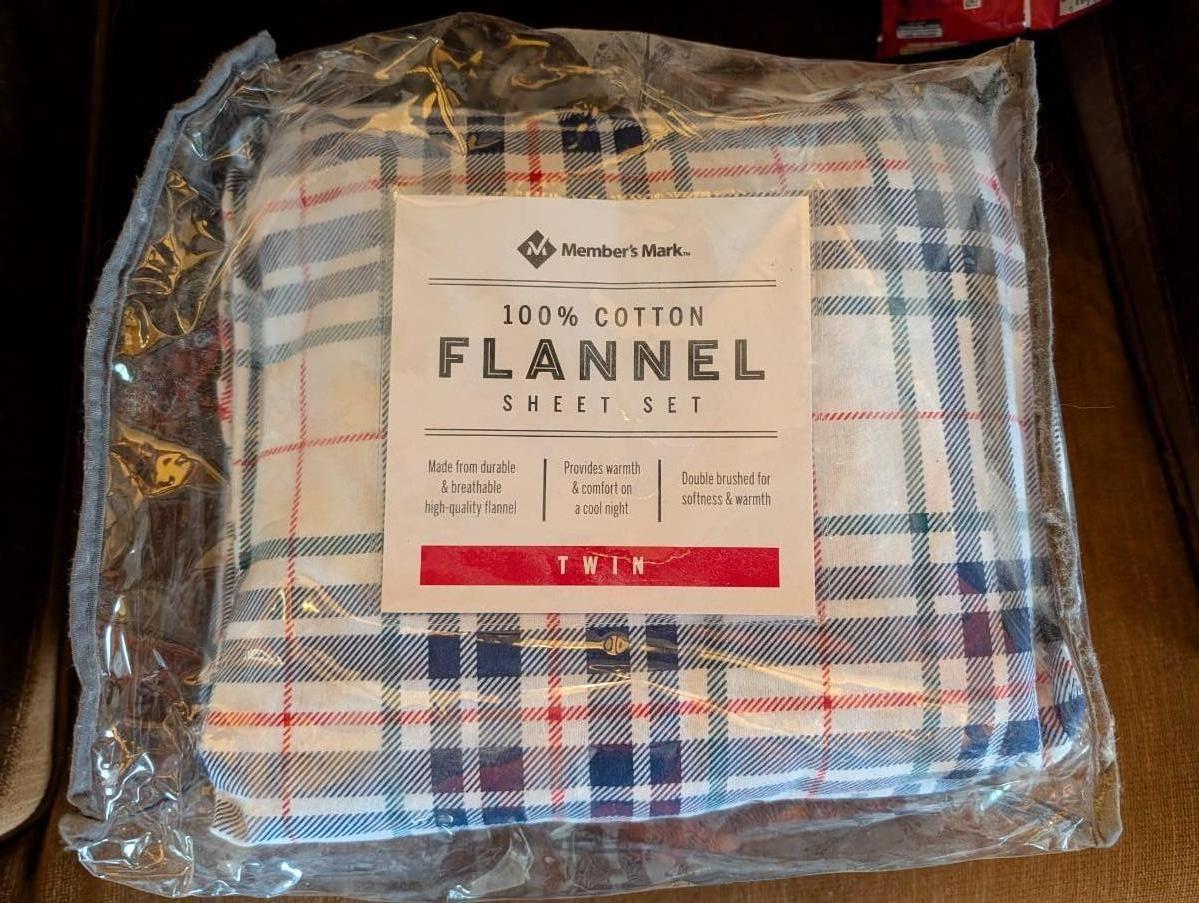 Member's Mark™
100% COTTON
FLANNEL
SHEET SET
Made from durable
& breathable
high-quality flannel
Provides warmth
& comfort on
a cool night
Double brushed for
softness & warmth
TWIN